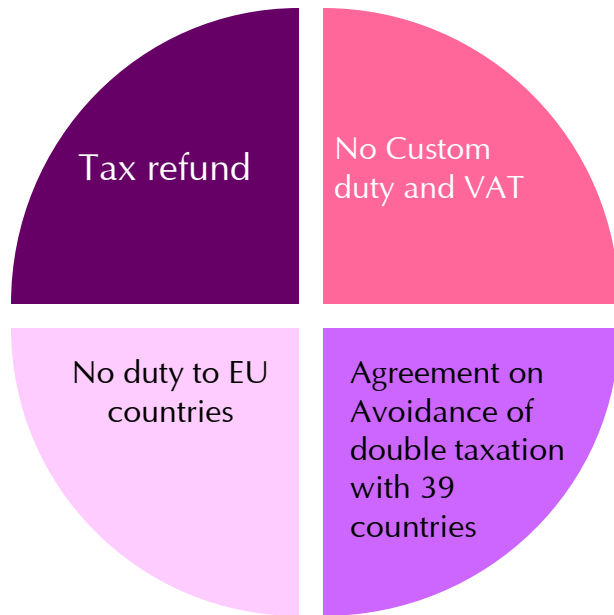 Tax refund
No Custom
duty and VAT
No duty to EU
countries
Agreement on
Avoidance of
double taxation
with 39
countries